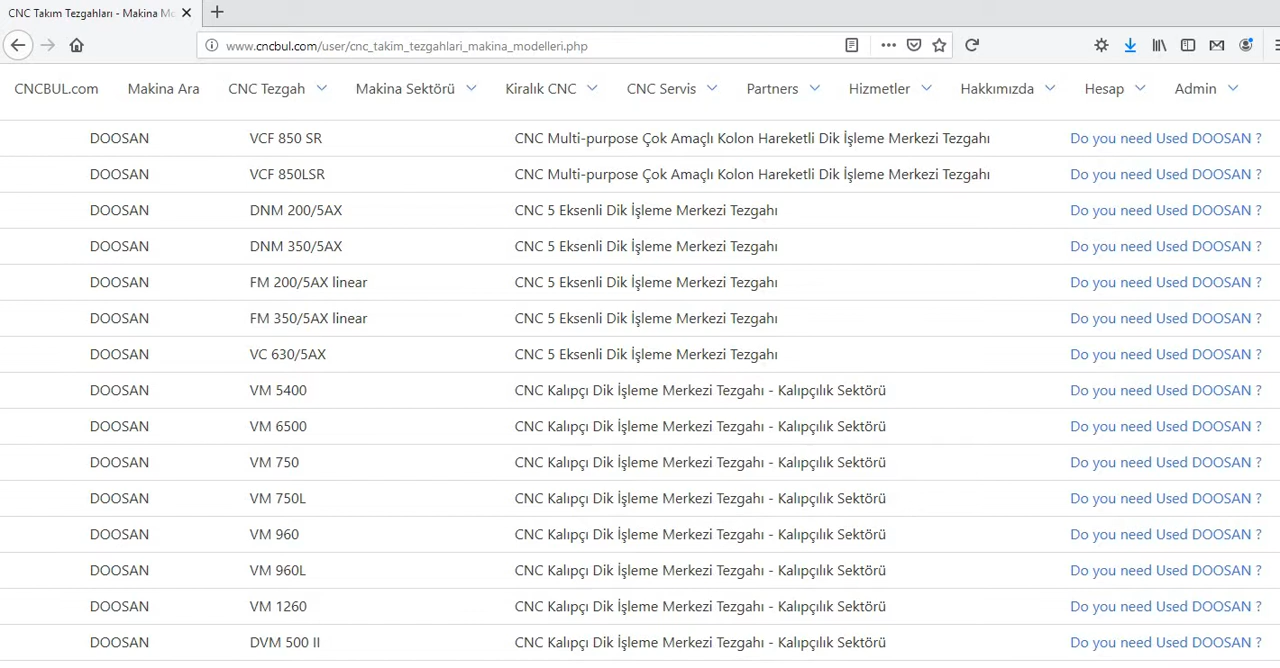 CNC Takım Tezgahları - Makina Mo
www.cncbul.com/user/cnc_takim_tezgahlari_makina_modelleri.php
CNCBUL.com Makina Ara CNC Tezgah Makina Sektörü Kiralık CNC CNC Servis Partners Hizmetler Hakkımızda Hesap Admin
DOOSAN VCF 850 SR CNC Multi-purpose Çok Amaçlı Kolon Hareketli Dik İşleme Merkezi Tezgahı Do you need Used DOOSAN ?
DOOSAN VCF 850LSR CNC Multi-purpose Çok Amaçlı Kolon Hareketli Dik İşleme Merkezi Tezgahı Do you need Used DOOSAN ?
DOOSAN DNM 200/5AX CNC 5 Eksenli Dik İşleme Merkezi Tezgahı Do you need Used DOOSAN ?
DOOSAN DNM 350/5AX CNC 5 Eksenli Dik İşleme Merkezi Tezgahı Do you need Used DOOSAN ?
DOOSAN FM 200/5AX linear CNC 5 Eksenli Dik İşleme Merkezi Tezgahı Do you need Used DOOSAN ?
DOOSAN FM 350/5AX linear CNC 5 Eksenli Dik İşleme Merkezi Tezgahı Do you need Used DOOSAN ?
DOOSAN VC 630/5AX CNC 5 Eksenli Dik İşleme Merkezi Tezgahı Do you need Used DOOSAN ?
DOOSAN VM 5400 CNC Kalıpçı Dik İşleme Merkezi Tezgahı - Kalıpçılık Sektörü Do you need Used DOOSAN ?
DOOSAN VM 6500 CNC Kalıpçı Dik İşleme Merkezi Tezgahı - Kalıpçılık Sektörü Do you need Used DOOSAN ?
DOOSAN VM 750 CNC Kalıpçı Dik İşleme Merkezi Tezgahı - Kalıpçılık Sektörü Do you need Used DOOSAN ?
DOOSAN VM 750L CNC Kalıpçı Dik İşleme Merkezi Tezgahı - Kalıpçılık Sektörü Do you need Used DOOSAN ?
DOOSAN VM 960 CNC Kalıpçı Dik İşleme Merkezi Tezgahı - Kalıpçılık Sektörü Do you need Used DOOSAN ?
DOOSAN VM 960L CNC Kalıpçı Dik İşleme Merkezi Tezgahı - Kalıpçılık Sektörü Do you need Used DOOSAN ?
DOOSAN VM 1260 CNC Kalıpçı Dik İşleme Merkezi Tezgahı - Kalıpçılık Sektörü Do you need Used DOOSAN ?
DOOSAN DVM 500 II CNC Kalıpçı Dik İşleme Merkezi Tezgahı - Kalıpçılık Sektörü Do you need Used DOOSAN ?